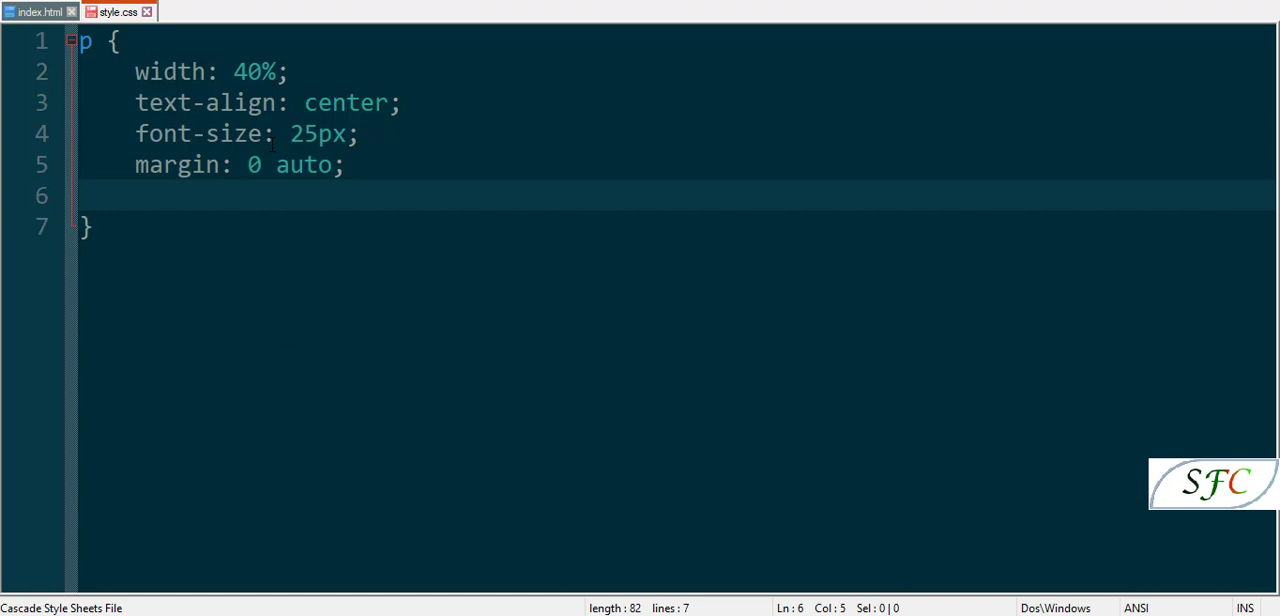 index.html style.css
1 p {
2 width: 40%;
3 text-align: center;
4 font-size: 25px;
5 margin: 0 auto;
6
7 }
SFC
Cascade Style Sheets File length : 82 lines : 7 Ln : 6 Col : 5 Sel : 0 | 0 Dos\Windows ANSI INS